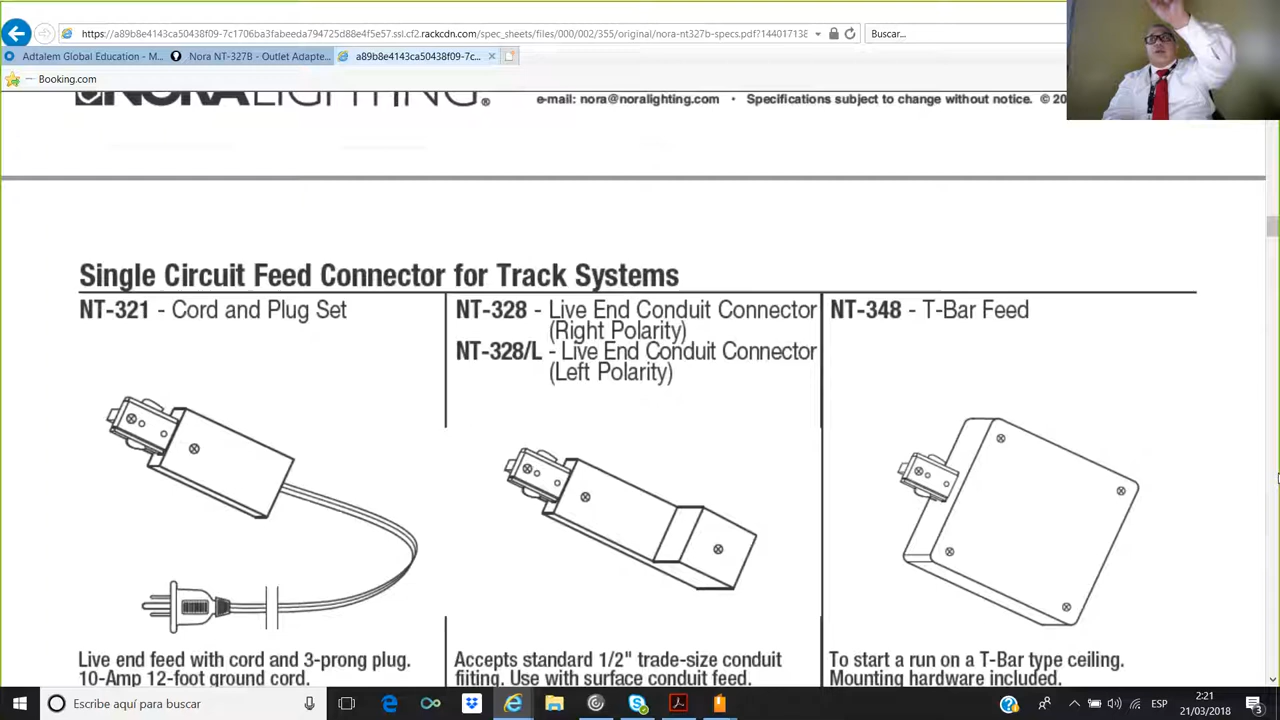 https://a89b8e4143ca50438f09-7c1706ba3fabeeda794725d88e4f5e57.ssl.cf2.rackcdn.com/spec_sheets/files/000/002/355/original/nora-nt327b-specs.pdf?144017138
Buscar...
Adtalem Global Education - M...
Nora NT-327B - Outlet Adapte...
a89b8e4143ca50438f09-7c...
Booking.com
NORA LIGHTING®
e-mail: nora@noralighting.com • Specifications subject to change without notice. © 20
Single Circuit Feed Connector for Track Systems
NT-321 - Cord and Plug Set
NT-328 - Live End Conduit Connector
(Right Polarity)
NT-328/L - Live End Conduit Connector
(Left Polarity)
NT-348 - T-Bar Feed
Live end feed with cord and 3-prong plug.
10-Amp 12-foot ground cord.
Accepts standard 1/2" trade-size conduit
fiiting. Use with surface conduit feed.
To start a run on a T-Bar type ceiling.
Mounting hardware included.
Escribe aquí para buscar
ESP
2:21
21/03/2018
3